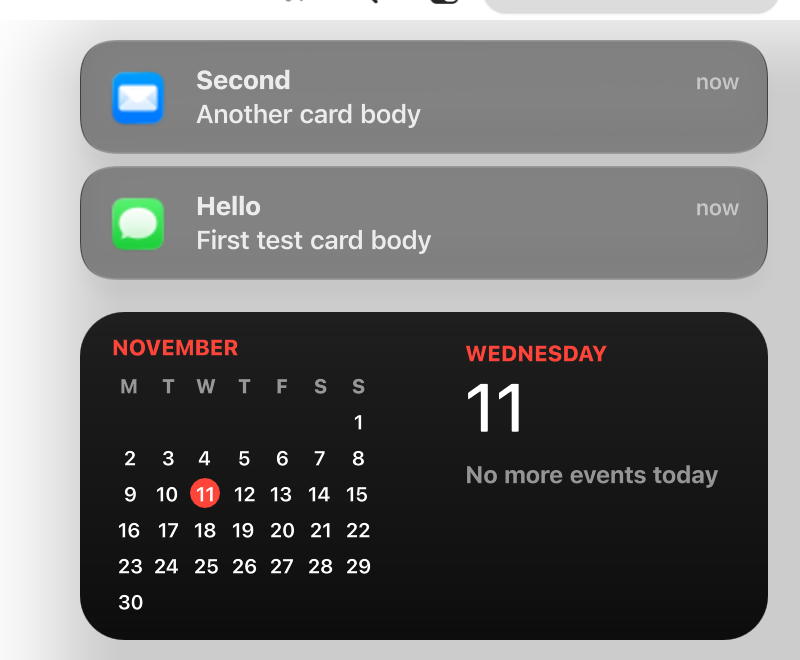 Second
now
Another card body
Hello
now
First test card body
NOVEMBER
M T W T F S S
1
2 3 4 5 6 7 8
9 10 11 12 13 14 15
16 17 18 19 20 21 22
23 24 25 26 27 28 29
30
WEDNESDAY
11
No more events today